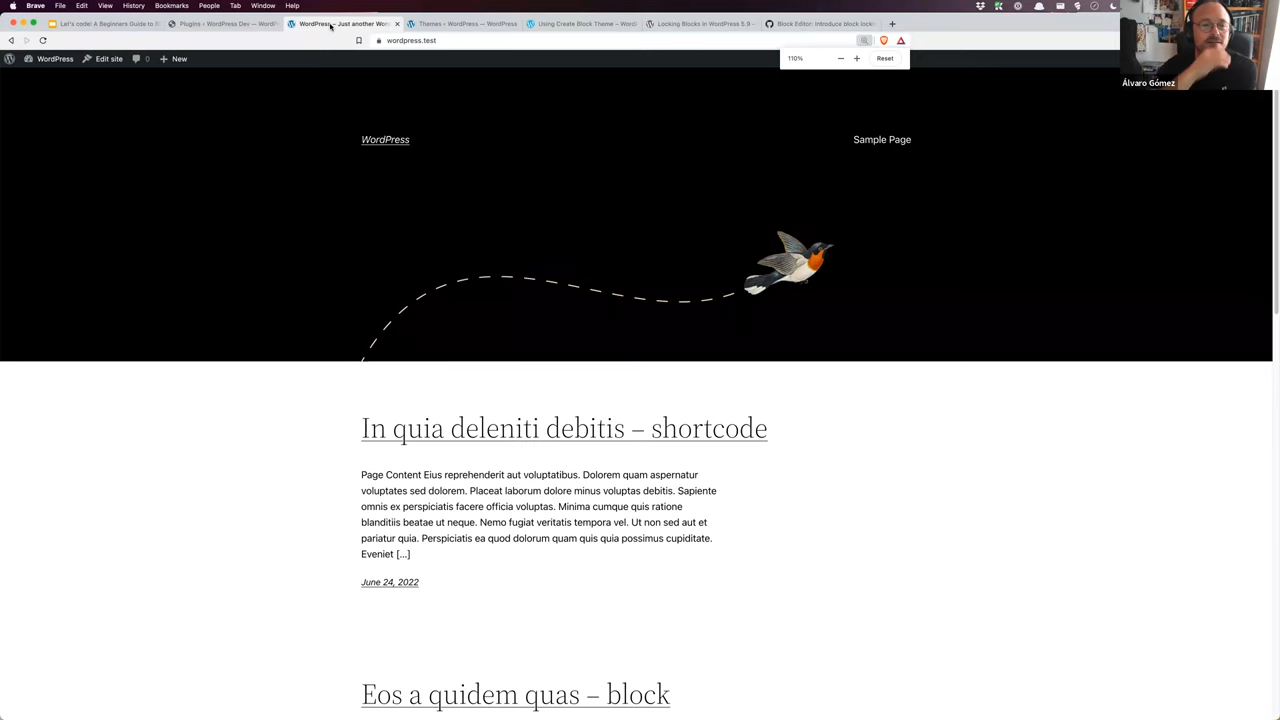 Brave File Edit View History Bookmarks People Tab Window Help
Let's code! A Beginners Guide to B
Plugins ‹ WordPress Dev — WordP
WordPress – Just another Wor
Themes ‹ WordPress — WordPress
Using Create Block Theme – Word
Locking Blocks in WordPress 5.9 –
Block Editor: Introduce block lock
wordpress.test
WordPress Edit site 0 New
110% Reset
Álvaro Gómez
WordPress
Sample Page
In quia deleniti debitis – shortcode
Page Content Eius reprehenderit aut voluptatibus. Dolorem quam aspernatur
voluptates sed dolorem. Placeat laborum dolore minus voluptas debitis. Sapiente
omnis ex perspiciatis facere officia voluptas. Minima cumque quis ratione
blanditiis beatae ut neque. Nemo fugiat veritatis tempora vel. Ut non sed aut et
pariatur quia. Perspiciatis ea quod dolorum quam quis quia possimus cupiditate.
Eveniet […]
June 24, 2022
Eos a quidem quas – block